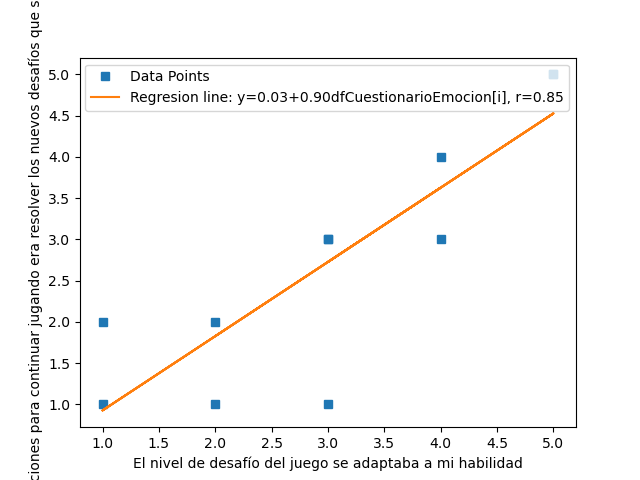 Data Points
Regresion line: y=0.03+0.90dfCuestionarioEmocion[i], r=0.85
5.0
4.5
4.0
3.5
3.0
2.5
2.0
1.5
1.0
para continuar jugando era resolver los nuevos desafíos que
1.0 1.5 2.0 2.5 3.0 3.5 4.0 4.5 5.0
El nivel de desafío del juego se adaptaba a mi habilidad